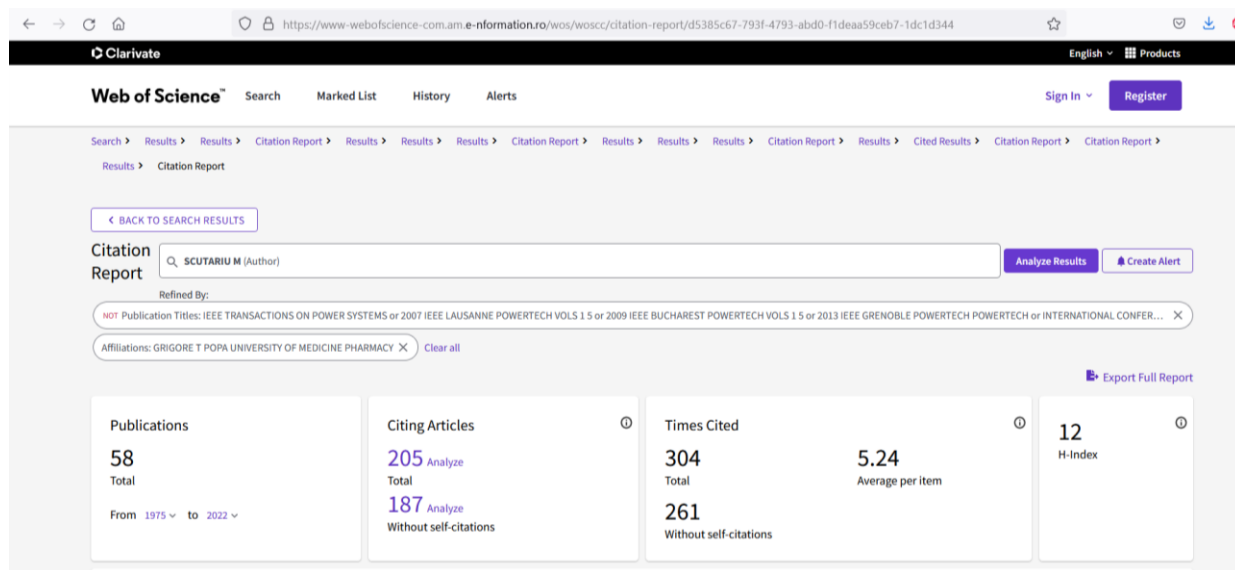 https://www-webofscience-com.am.e-nformation.ro/wos/woscc/citation-report/d5385c67-793f-4793-abd0-f1deaa59ceb7-1dc1d344
Clarivate English Products
Web of Science™ Search Marked List History Alerts Sign In Register
Search > Results > Results > Citation Report > Results > Results > Results > Citation Report > Results > Results > Results > Citation Report > Results > Cited Results > Citation Report > Citation Report >
Results > Citation Report
< BACK TO SEARCH RESULTS
Citation
Report
SCUTARIU M (Author)
Analyze Results
Create Alert
Refined By:
NOT Publication Titles: IEEE TRANSACTIONS ON POWER SYSTEMS or 2007 IEEE LAUSANNE POWERTECH VOLS 1 5 or 2009 IEEE BUCHAREST POWERTECH VOLS 1 5 or 2013 IEEE GRENOBLE POWERTECH POWERTECH or INTERNATIONAL CONFER... ×
Affiliations: GRIGORE T POPA UNIVERSITY OF MEDICINE PHARMACY × Clear all
Export Full Report
Publications
58
Total
From 1975 to 2022
Citing Articles
205 Analyze
Total
187 Analyze
Without self-citations
Times Cited
304
Total
5.24
Average per item
261
Without self-citations
12
H-Index